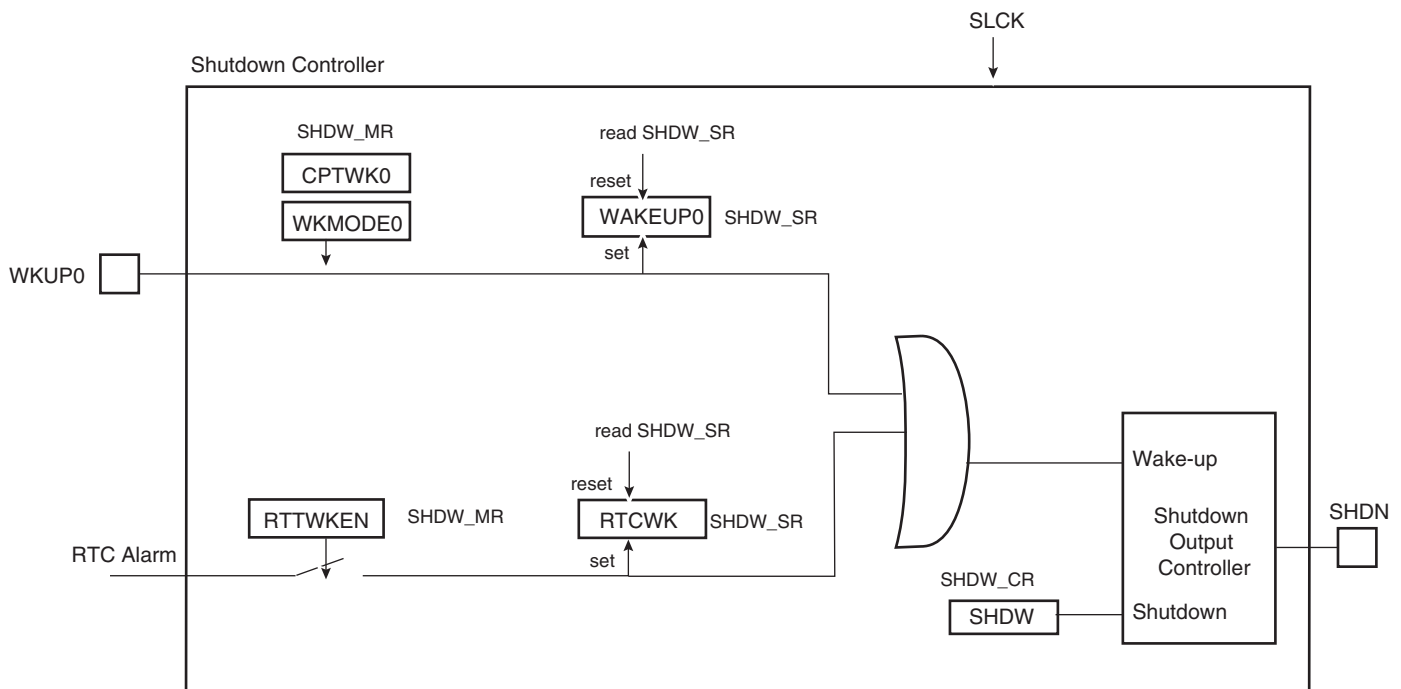 SLCK
Shutdown Controller
SHDW_MR
read SHDW_SR
CPTWK0
reset
WKMODE0
WAKEUP0
SHDW_SR
set
WKUP0
read SHDW_SR
Wake-up
reset
RTTWKEN
SHDW_MR
RTCWK
SHDW_SR
Shutdown
Output
Controller
SHDN
RTC Alarm
set
SHDW_CR
SHDW
Shutdown